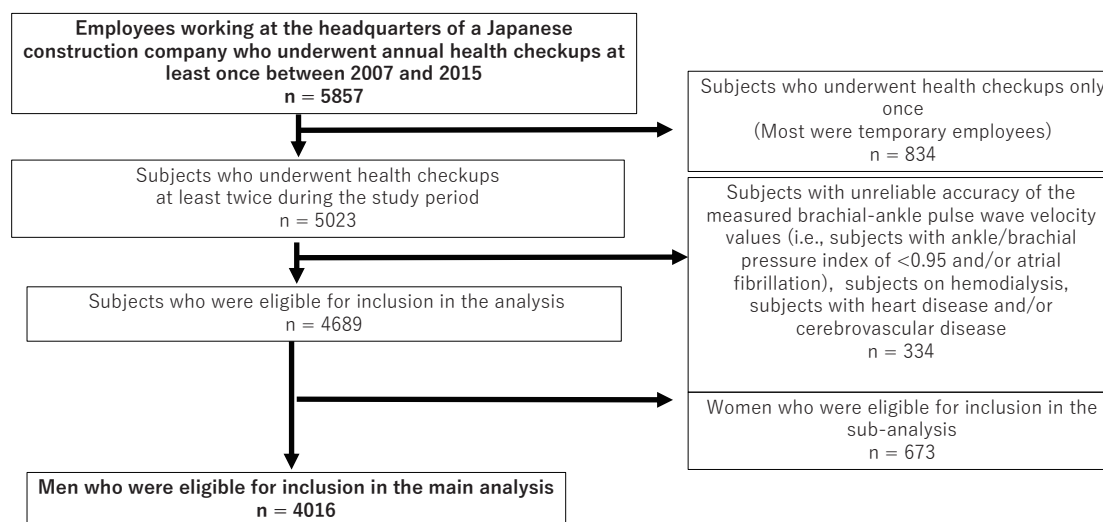 Employees working at the headquarters of a Japanese
construction company who underwent annual health checkups at
least once between 2007 and 2015
n = 5857
Subjects who underwent health checkups only
once
(Most were temporary employees)
n = 834
Subjects who underwent health checkups
at least twice during the study period
n = 5023
Subjects with unreliable accuracy of the
measured brachial-ankle pulse wave velocity
values (i.e., subjects with ankle/brachial
pressure index of <0.95 and/or atrial
fibrillation),  subjects on hemodialysis,
subjects with heart disease and/or
cerebrovascular disease
n = 334
Subjects who were eligible for inclusion in the analysis
n = 4689
Women who were eligible for inclusion in the
sub-analysis
n = 673
Men who were eligible for inclusion in the main analysis
n = 4016